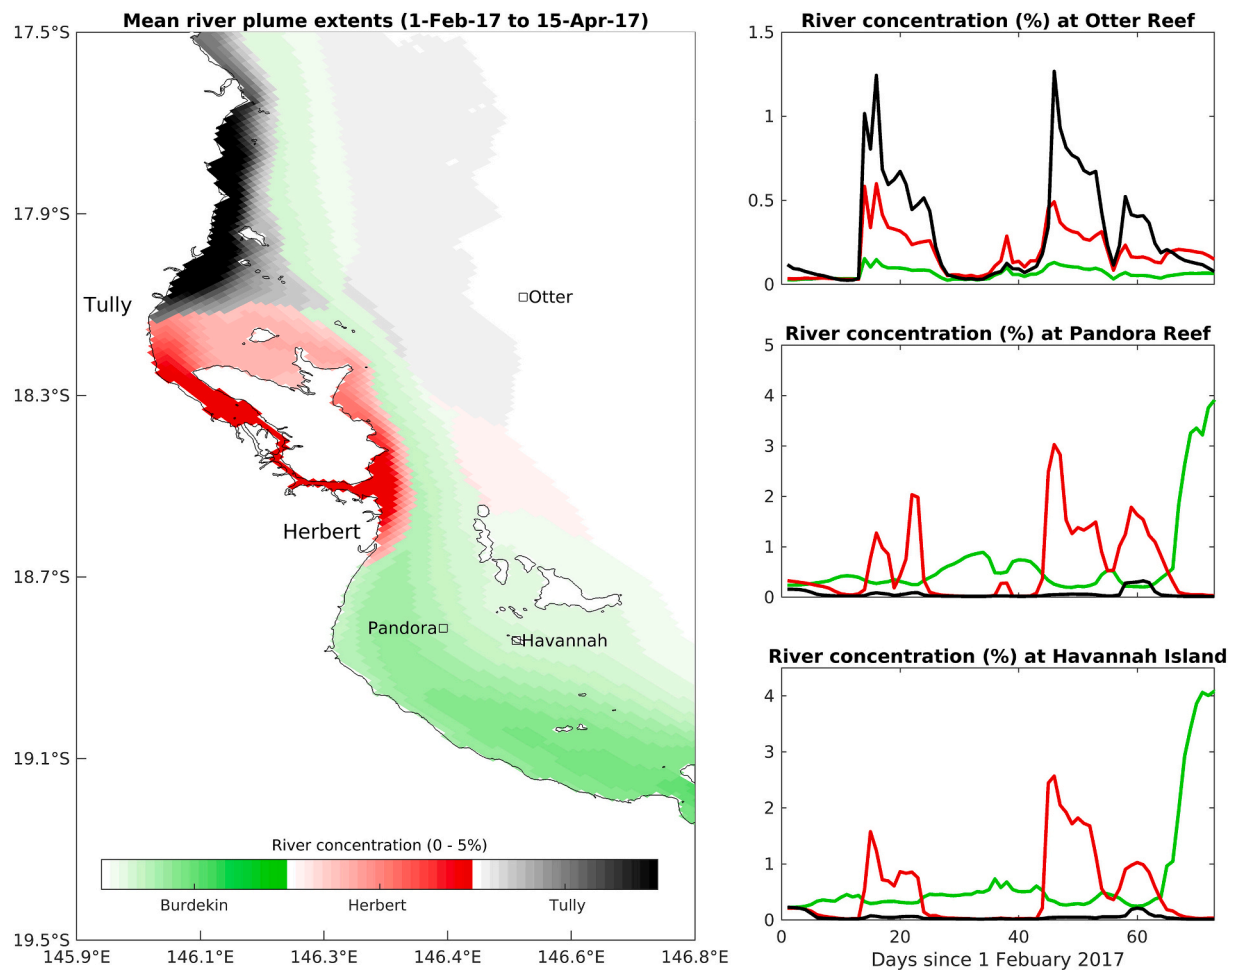 Mean river plume extents (1-Feb-17 to 15-Apr-17)
17.5°S
17.9°S
18.3°S
18.7°S
19.1°S
19.5°S
Tully
Otter
Herbert
Pandora
Havannah
River concentration (0 - 5%)
Burdekin Herbert Tully
145.9°E 146.1°E 146.3°E 146.4°E 146.6°E 146.8°E
River concentration (%) at Otter Reef
1.5
1
0.5
0
River concentration (%) at Pandora Reef
5
4
3
2
1
0
River concentration (%) at Havannah Island
4
3
2
1
0
0 20 40 60
Days since 1 Febuary 2017